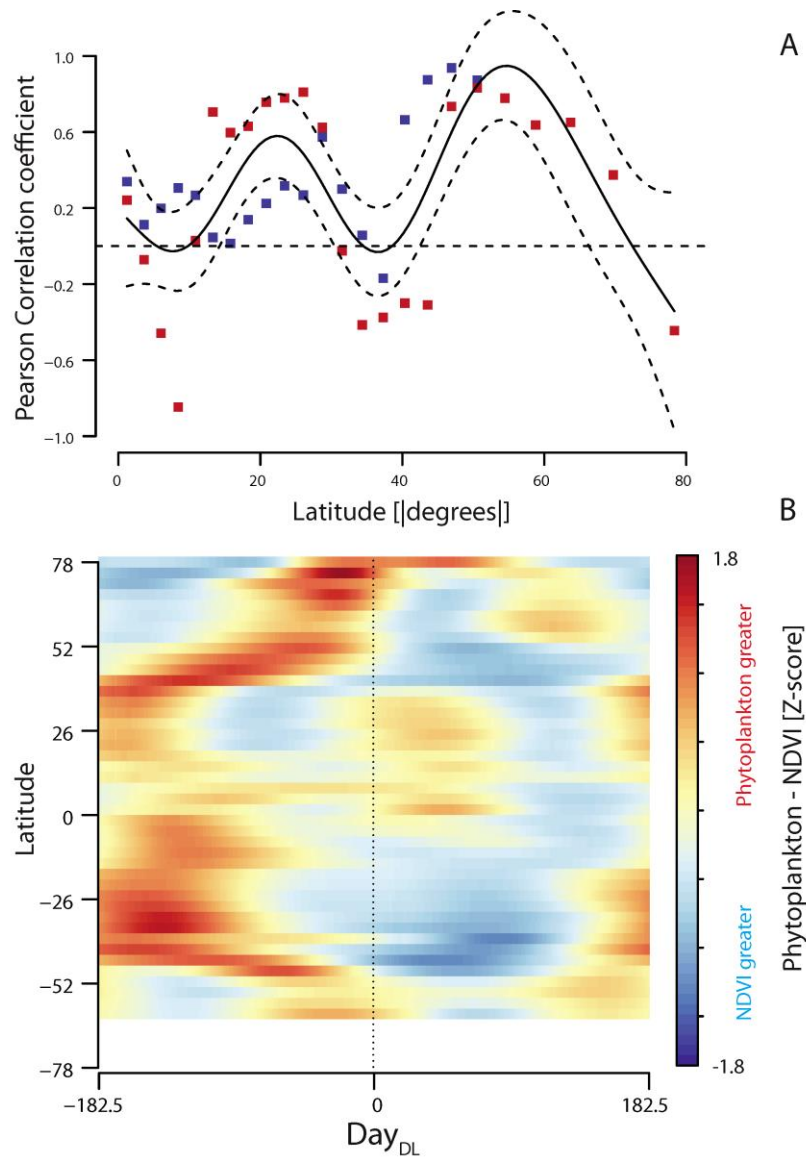 A
Pearson Correlation coefficient
1.0
0.6
0.2
−0.2
−0.6
−1.0
0 20 40 60 80
Latitude [|degrees|]
B
Latitude
78
52
26
0
−26
−52
−78
−182.5 0 182.5
Day DL
1.8
-1.8
Phytoplankton greater
NDVI greater
Phytoplankton - NDVI [Z-score]